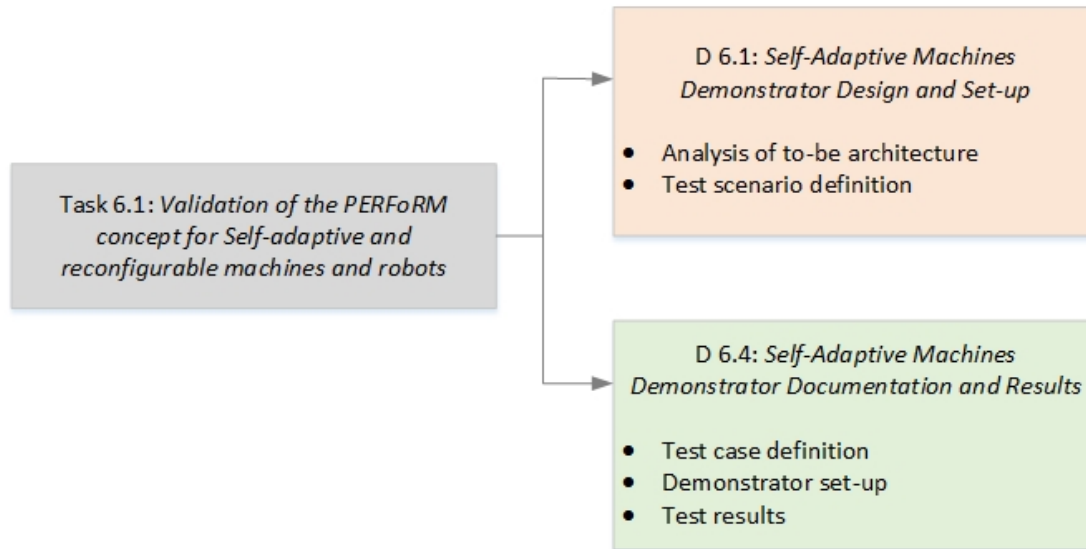 Task 6.1: Validation of the PERFoRM
concept for Self-adaptive and
reconfigurable machines and robots
D 6.1: Self-Adaptive Machines
Demonstrator Design and Set-up
• Analysis of to-be architecture
• Test scenario definition
D 6.4: Self-Adaptive Machines
Demonstrator Documentation and Results
• Test case definition
• Demonstrator set-up
• Test results